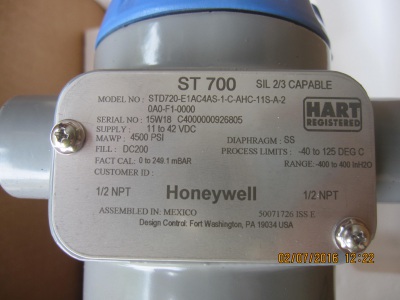 ST 700 SIL 2/3 CAPABLE
MODEL NO : STD720-E1AC4AS-1-C-AHC-11S-A-2
0A0-F1-0000
HART
REGISTERED
SERIAL NO : 15W18 C4000000926805
SUPPLY : 11 to 42 VDC
MAWP : 4500 PSI DIAPHRAGM : SS
FILL : DC200 PROCESS LIMITS : -40 to 125 DEG C
FACT CAL : 0 to 249.1 mBAR RANGE: -400 to 400 InH2O
CUSTOMER ID :
1/2 NPT Honeywell 1/2 NPT
ASSEMBLED IN: MEXICO 50071726 ISS E
Design Control: Fort Washington, PA 19034 USA
02/07/2016 12:22